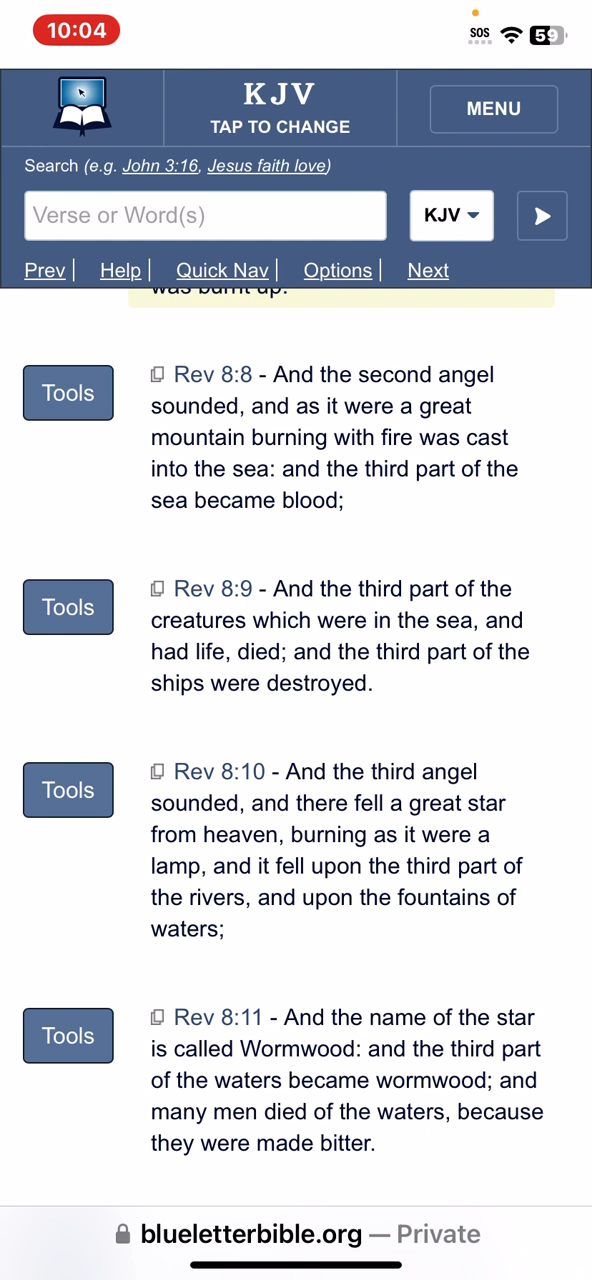 10:04
SOS
59
KJV
TAP TO CHANGE
MENU
Search (e.g. John 3:16, Jesus faith love)
Verse or Word(s)
KJV
Prev | Help | Quick Nav | Options | Next
was burnt up.
Tools
Rev 8:8 - And the second angel
sounded, and as it were a great
mountain burning with fire was cast
into the sea: and the third part of the
sea became blood;
Tools
Rev 8:9 - And the third part of the
creatures which were in the sea, and
had life, died; and the third part of the
ships were destroyed.
Tools
Rev 8:10 - And the third angel
sounded, and there fell a great star
from heaven, burning as it were a
lamp, and it fell upon the third part of
the rivers, and upon the fountains of
waters;
Tools
Rev 8:11 - And the name of the star
is called Wormwood: and the third part
of the waters became wormwood; and
many men died of the waters, because
they were made bitter.
blueletterbible.org — Private